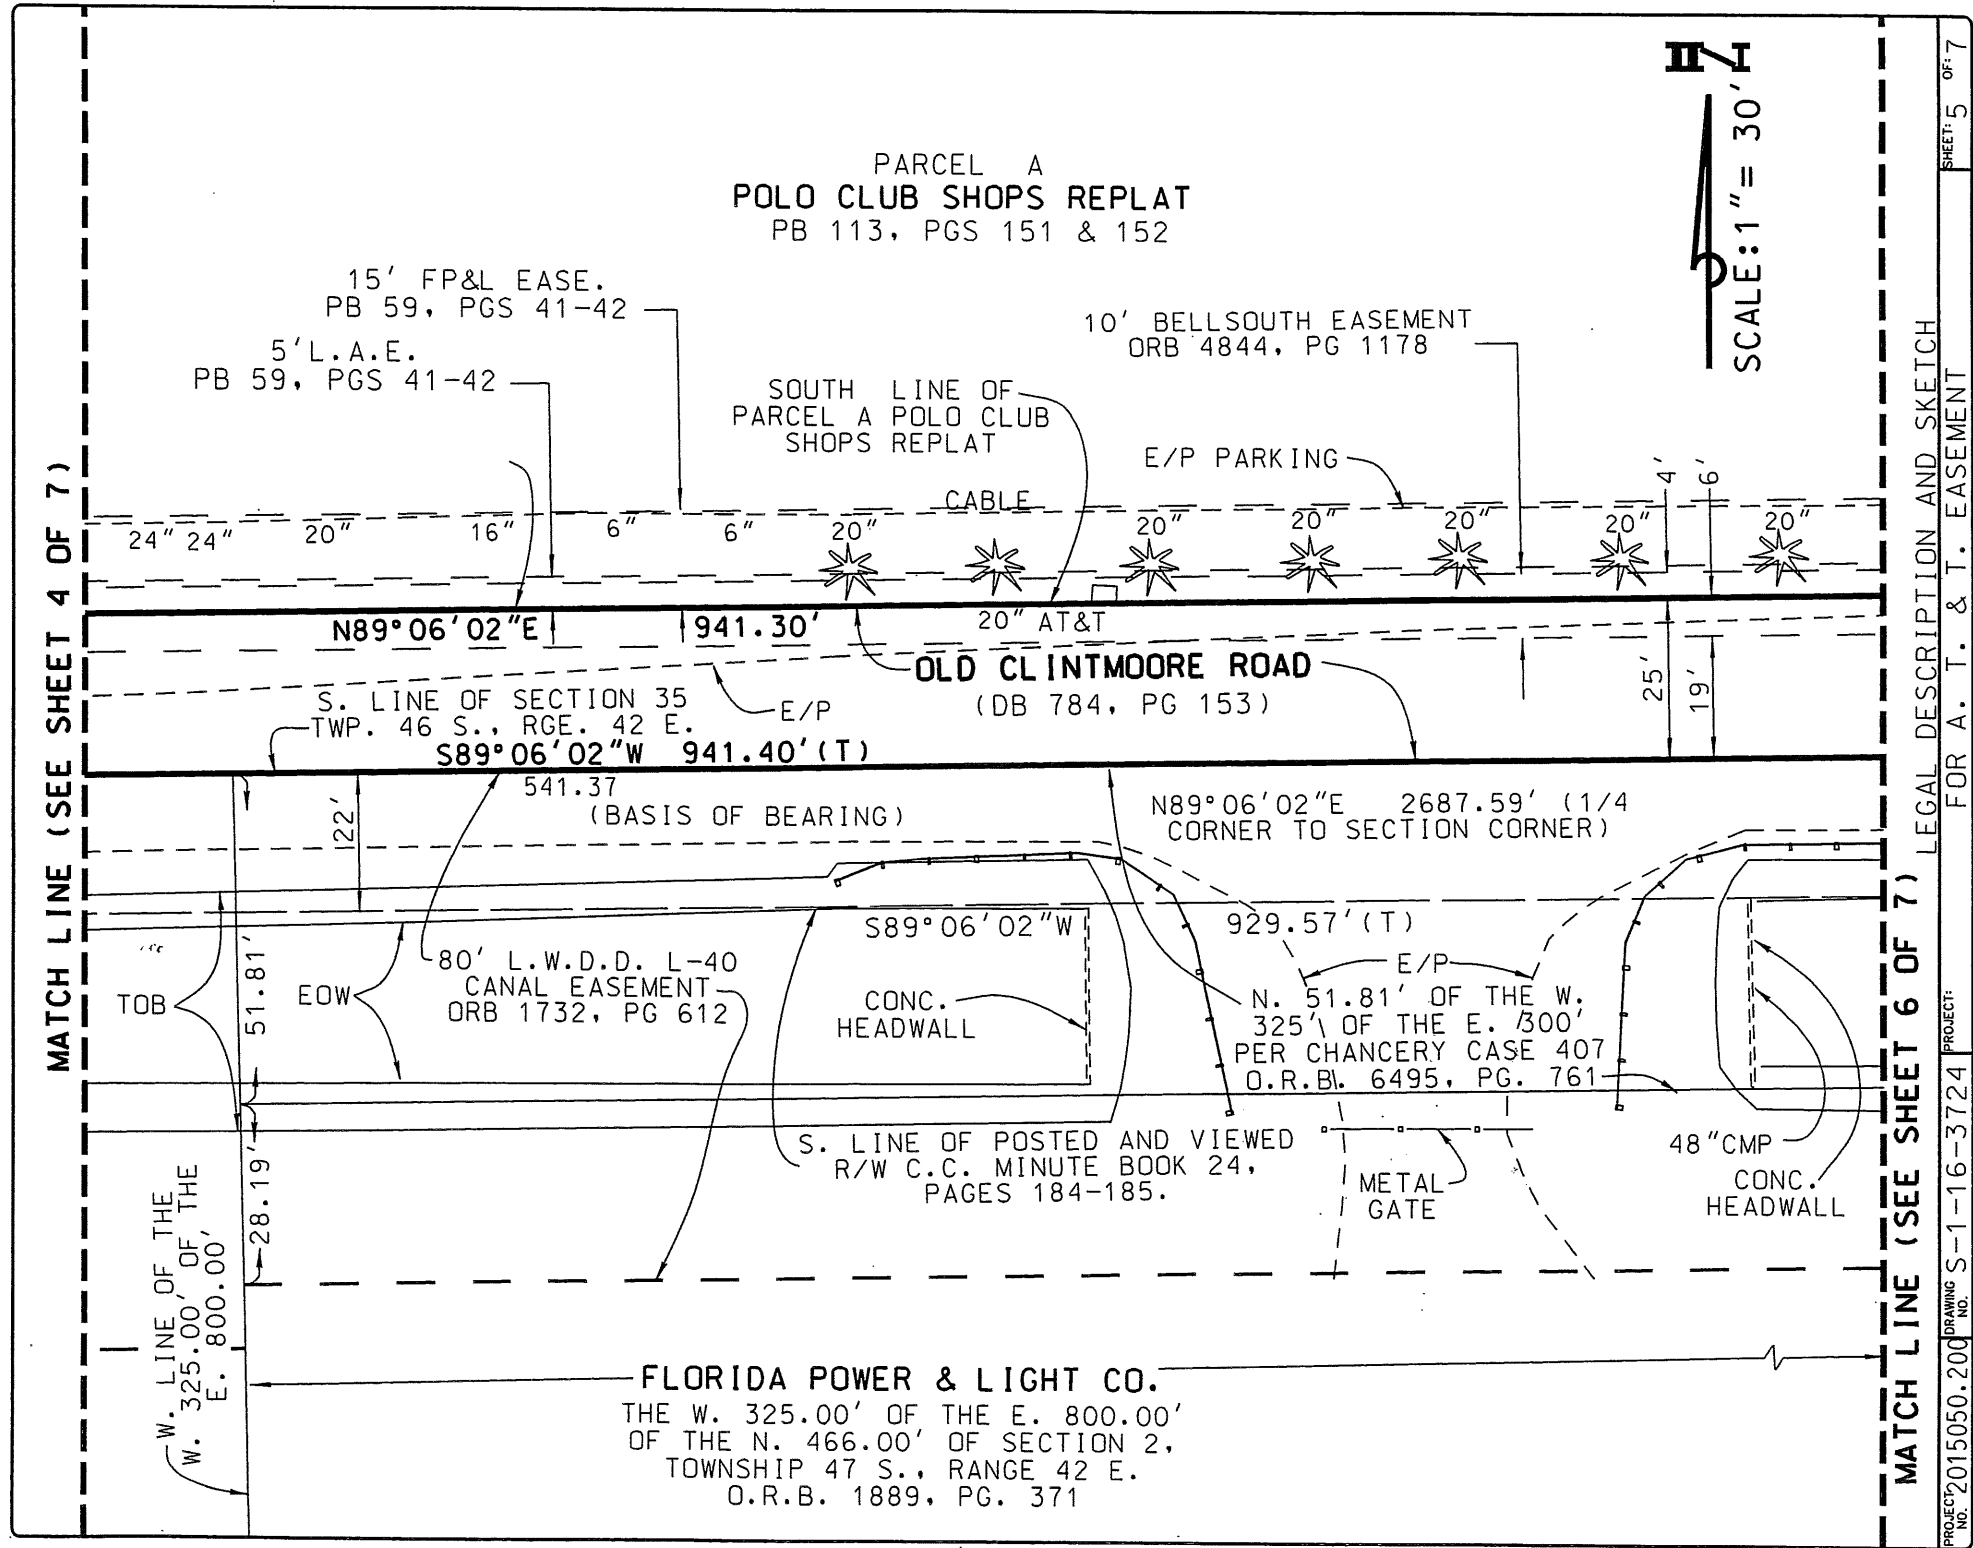 PARCEL A
POLO CLUB SHOPS REPLAT
PB 113, PGS 151 & 152
SCALE:1"= 30'
15' FP&L EASE.
PB 59, PGS 41-42
5'L.A.E.
PB 59, PGS 41-42
10' BELLSOUTH EASEMENT
ORB 4844, PG 1178
SOUTH LINE OF
PARCEL A POLO CLUB
SHOPS REPLAT
E/P PARKING
CABLE
4'
6'
24" 24" 20" 16" 6" 6" 20" 20" 20" 20" 20" 20"
N89°06'02"E 941.30'
20" AT&T
OLD CLINTMOORE ROAD
(DB 784, PG 153)
25'
19'
S. LINE OF SECTION 35
TWP. 46 S., RGE. 42 E.
E/P
S89°06'02"W 941.40'(T)
541.37
(BASIS OF BEARING)
22'
N89°06'02"E 2687.59' (1/4
CORNER TO SECTION CORNER)
S89°06'02"W 929.57'(T)
TOB
51.81'
EOW
80' L.W.D.D. L-40
CANAL EASEMENT
ORB 1732, PG 612
CONC.
HEADWALL
E/P
N. 51.81' OF THE W.
325' OF THE E. 300'
PER CHANCERY CASE 407
O.R.B. 6495, PG. 761
S. LINE OF POSTED AND VIEWED
R/W C.C. MINUTE BOOK 24,
PAGES 184-185.
METAL
GATE
48"CMP
CONC.
HEADWALL
28.19'
W. LINE OF THE
W. 325.00' OF THE
E. 800.00'
FLORIDA POWER & LIGHT CO.
THE W. 325.00' OF THE E. 800.00'
OF THE N. 466.00' OF SECTION 2,
TOWNSHIP 47 S., RANGE 42 E.
O.R.B. 1889, PG. 371
MATCH LINE (SEE SHEET 4 OF 7)
MATCH LINE (SEE SHEET 6 OF 7)
LEGAL DESCRIPTION AND SKETCH
FOR A. T. & T. EASEMENT
SHEET: 5 OF: 7
PROJECT:
DRAWING NO. S-1-16-3724
PROJECT NO. 2015050.200